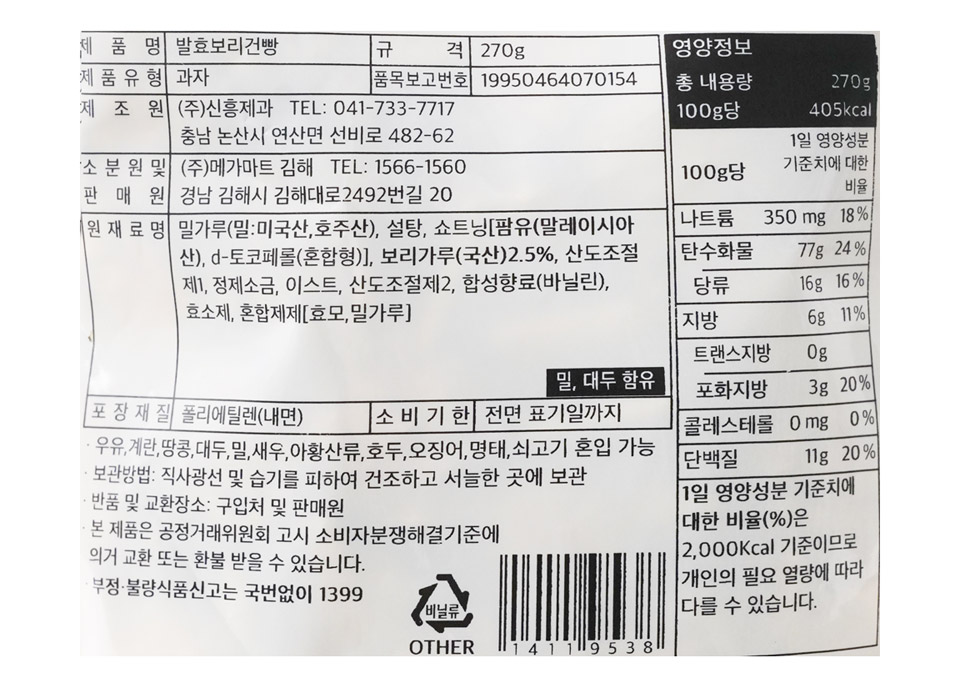 제 품 명 발효보리건빵 규 격 270g
제품유형 과자 품목보고번호 19950464070154
제 조 원 (주)신흥제과 TEL: 041-733-7717
충남 논산시 연산면 선비로 482-62
소 분 원 및 (주)메가마트 김해 TEL: 1566-1560
판 매 원 경남 김해시 김해대로2492번길 20
원재료명 밀가루(밀:미국산,호주산), 설탕, 쇼트닝[팜유(말레이시아
산), d-토코페롤(혼합형)], 보리가루(국산)2.5%, 산도조절
제1, 정제소금, 이스트, 산도조절제2, 합성향료(바닐린),
효소제, 혼합제제[효모,밀가루]
밀, 대두 함유
포장재질 폴리에틸렌(내면) 소비기한 전면 표기일까지
· 우유,계란,땅콩,대두,밀,새우,아황산류,호두,오징어,명태,쇠고기 혼입 가능
· 보관방법: 직사광선 및 습기를 피하여 건조하고 서늘한 곳에 보관
· 반품 및 교환장소: 구입처 및 판매원
· 본 제품은 공정거래위원회 고시 소비자분쟁해결기준에
의거 교환 또는 환불 받을 수 있습니다.
· 부정·불량식품신고는 국번없이 1399
비닐류
OTHER
1 4 1 1 9 5 3 8
영양정보
총 내용량 270g
100g당 405kcal
100g당 1일 영양성분
기준치에 대한
비율
나트륨 350 mg 18%
탄수화물 77g 24%
당류 16g 16%
지방 6g 11%
트랜스지방 0g
포화지방 3g 20%
콜레스테롤 0 mg 0%
단백질 11g 20%
1일 영양성분 기준치에
대한 비율(%)은
2,000Kcal 기준이므로
개인의 필요 열량에 따라
다를 수 있습니다.